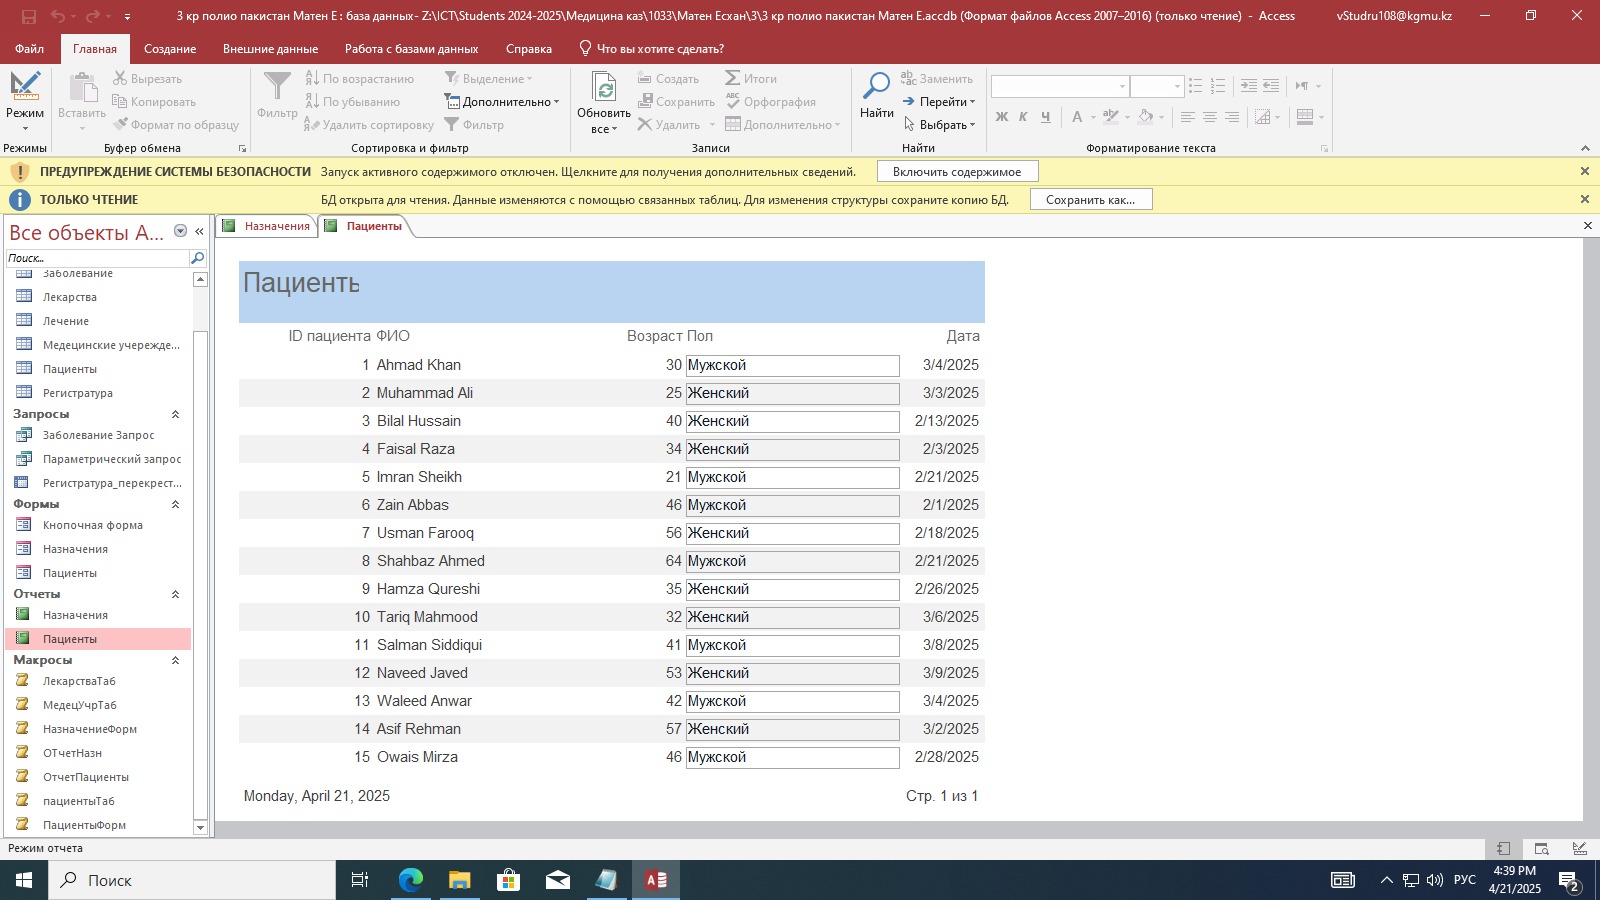 3 кр полио пакистан Матен Е : база данных- Z:\ICT\Students 2024-2025\Медицина каз\1033\Матен Есхан\3\3 кр полио пакистан Матен Е.accdb (Формат файлов Access 2007–2016) (только чтение) - Access
vStudru108@kgmu.kz
Файл Главная Создание Внешние данные Работа с базами данных Справка Что вы хотите сделать?
Режим
Режимы
Вставить
Вырезать
Копировать
Формат по образцу
Буфер обмена
Фильтр
По возрастанию
По убыванию
Удалить сортировку
Выделение
Дополнительно
Фильтр
Сортировка и фильтр
Обновить
все
Создать
Сохранить
Удалить
Итоги
Орфография
Дополнительно
Записи
Найти
Заменить
Перейти
Выбрать
Найти
Ж К Ч А
Форматирование текста
ПРЕДУПРЕЖДЕНИЕ СИСТЕМЫ БЕЗОПАСНОСТИ Запуск активного содержимого отключен. Щелкните для получения дополнительных сведений. Включить содержимое
ТОЛЬКО ЧТЕНИЕ БД открыта для чтения. Данные изменяются с помощью связанных таблиц. Для изменения структуры сохраните копию БД. Сохранить как...
Все объекты A...
Поиск...
Заболевание
Лекарства
Лечение
Медецинские учережде...
Пациенты
Регистратура
Запросы
Заболевание Запрос
Параметрический запрос
Регистратура_перекрест...
Формы
Кнопочная форма
Назначения
Пациенты
Отчеты
Назначения
Пациенты
Макросы
ЛекарстваТаб
МедецУчрТаб
НазначениеФорм
ОТчетНазн
ОтчетПациенты
пациентыТаб
ПациентыФорм
Назначения Пациенты
Пациенты
ID пациента ФИО Возраст Пол Дата
1 Ahmad Khan 30 Мужской 3/4/2025
2 Muhammad Ali 25 Женский 3/3/2025
3 Bilal Hussain 40 Женский 2/13/2025
4 Faisal Raza 34 Женский 2/3/2025
5 Imran Sheikh 21 Мужской 2/21/2025
6 Zain Abbas 46 Мужской 2/1/2025
7 Usman Farooq 56 Женский 2/18/2025
8 Shahbaz Ahmed 64 Мужской 2/21/2025
9 Hamza Qureshi 35 Женский 2/26/2025
10 Tariq Mahmood 32 Женский 3/6/2025
11 Salman Siddiqui 41 Мужской 3/8/2025
12 Naveed Javed 53 Женский 3/9/2025
13 Waleed Anwar 42 Мужской 3/4/2025
14 Asif Rehman 57 Женский 3/2/2025
15 Owais Mirza 46 Мужской 2/28/2025
Monday, April 21, 2025 Стр. 1 из 1
Режим отчета
Поиск
РУС
4:39 PM
4/21/2025
2